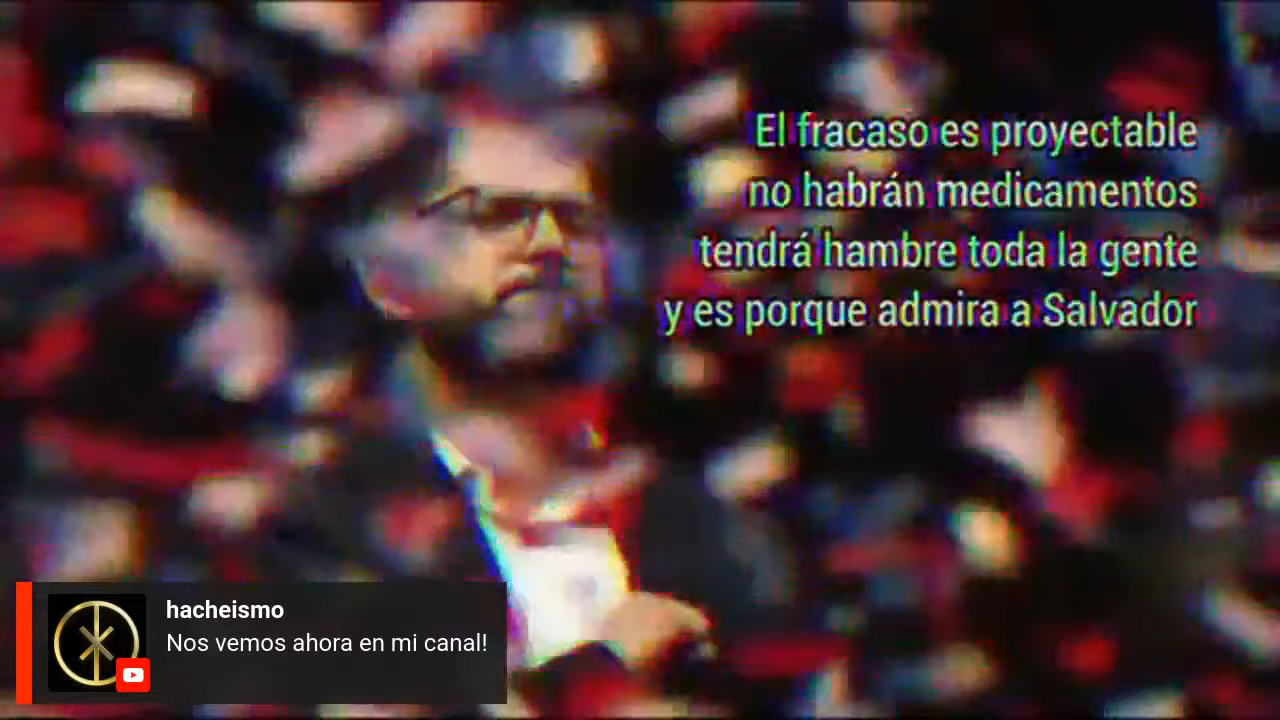 El fracaso es proyectable
no habrán medicamentos
tendrá hambre toda la gente
y es porque admira a Salvador
hacheismo
Nos vemos ahora en mi canal!